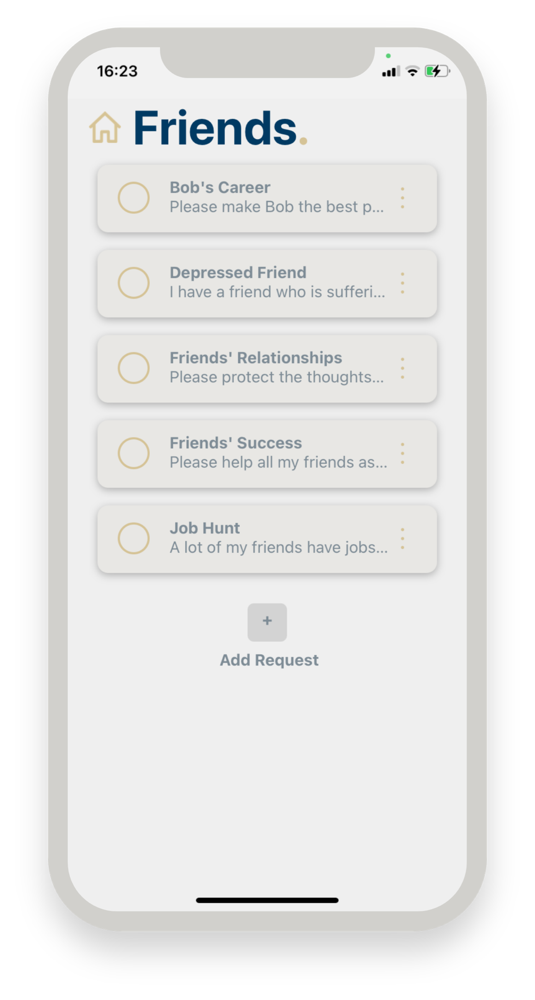 16:23
Friends.
Bob's Career
Please make Bob the best p...
Depressed Friend
I have a friend who is sufferi...
Friends' Relationships
Please protect the thoughts...
Friends' Success
Please help all my friends as...
Job Hunt
A lot of my friends have jobs...
+
Add Request